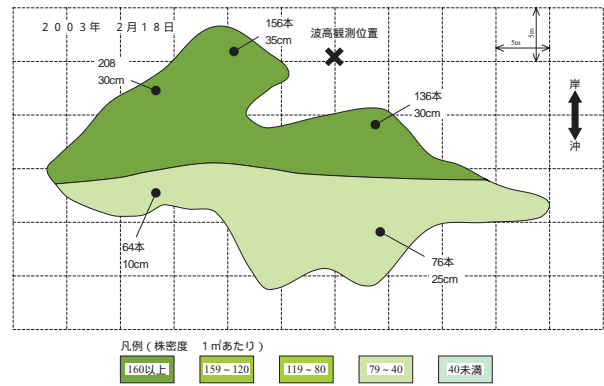 ２００３年　２月１８日
156本
35cm
波高観測位置
5m
5m
208
30cm
136本
30cm
岸
沖
64本
10cm
76本
25cm
凡例（株密度　１㎡あたり）
160以上
159～120
119～80
79～40
40未満